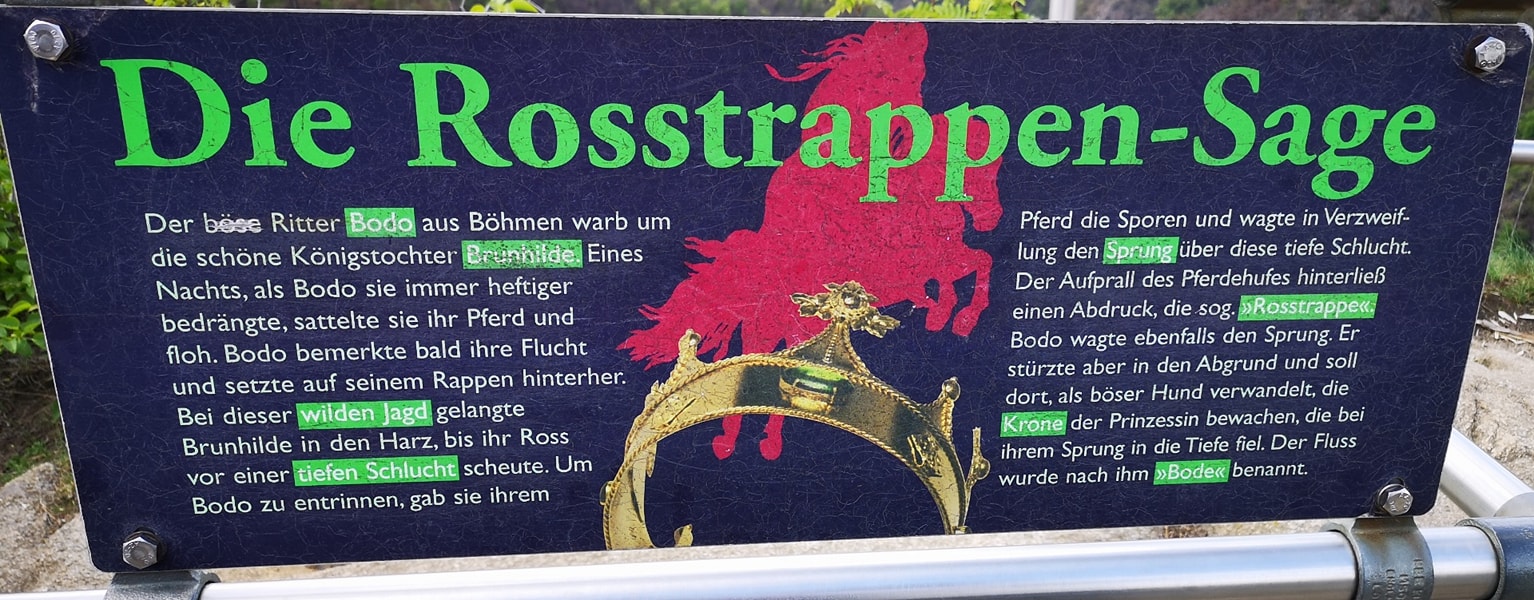 Die Rosstrappen-Sage
Der böse Ritter Bodo aus Böhmen warb um
die schöne Königstochter Brunhilde. Eines
Nachts, als Bodo sie immer heftiger
bedrängte, sattelte sie ihr Pferd und
floh. Bodo bemerkte bald ihre Flucht
und setzte auf seinem Rappen hinterher.
Bei dieser wilden Jagd gelangte
Brunhilde in den Harz, bis ihr Ross
vor einer tiefen Schlucht scheute. Um
Bodo zu entrinnen, gab sie ihrem
Pferd die Sporen und wagte in Verzweif-
lung den Sprung über diese tiefe Schlucht.
Der Aufprall des Pferdehufes hinterließ
einen Abdruck, die sog. »Rosstrappe«.
Bodo wagte ebenfalls den Sprung. Er
stürzte aber in den Abgrund und soll
dort, als böser Hund verwandelt, die
Krone der Prinzessin bewachen, die bei
ihrem Sprung in die Tiefe fiel. Der Fluss
wurde nach ihm »Bode« benannt.